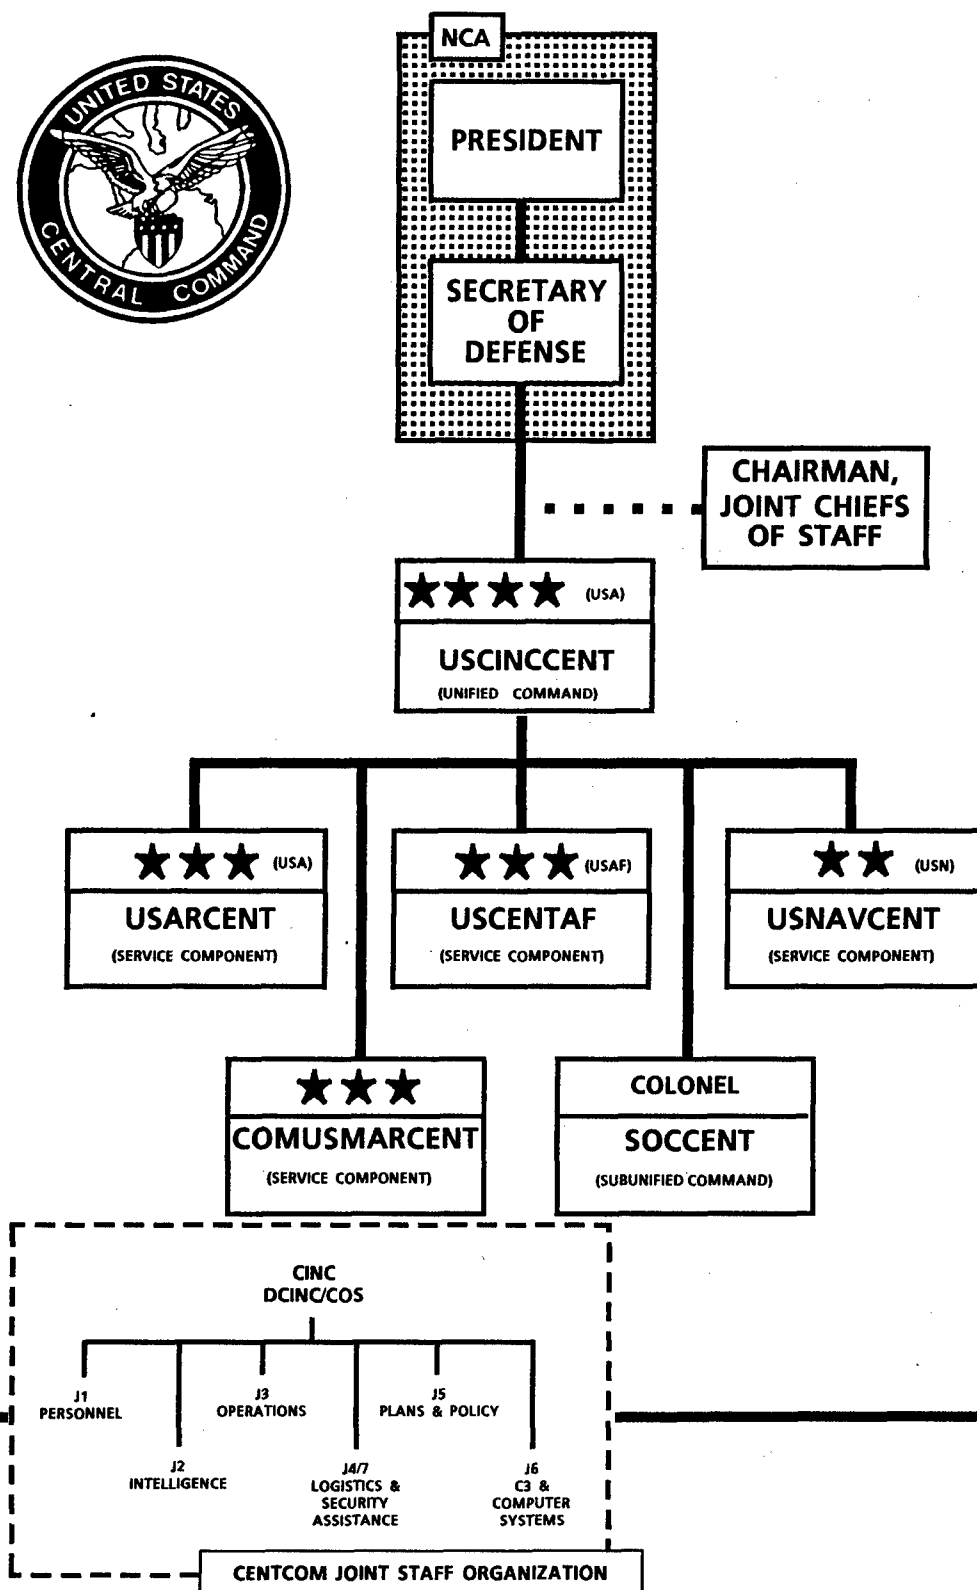 NCA
UNITED STATES
CENTRAL COMMAND
PRESIDENT
SECRETARY
OF
DEFENSE
CHAIRMAN,
JOINT CHIEFS
OF STAFF
(USA)
USCINCCENT
(UNIFIED COMMAND)
(USA)
USARCENT
(SERVICE COMPONENT)
(USAF)
USCENTAF
(SERVICE COMPONENT)
(USN)
USNAVCENT
(SERVICE COMPONENT)
COMUSMARCENT
(SERVICE COMPONENT)
COLONEL
SOCCENT
(SUBUNIFIED COMMAND)
CINC
DCINC/COS
J1
PERSONNEL
J2
INTELLIGENCE
J3
OPERATIONS
J4/7
LOGISTICS &
SECURITY
ASSISTANCE
J5
PLANS & POLICY
J6
C3 &
COMPUTER
SYSTEMS
CENTCOM JOINT STAFF ORGANIZATION